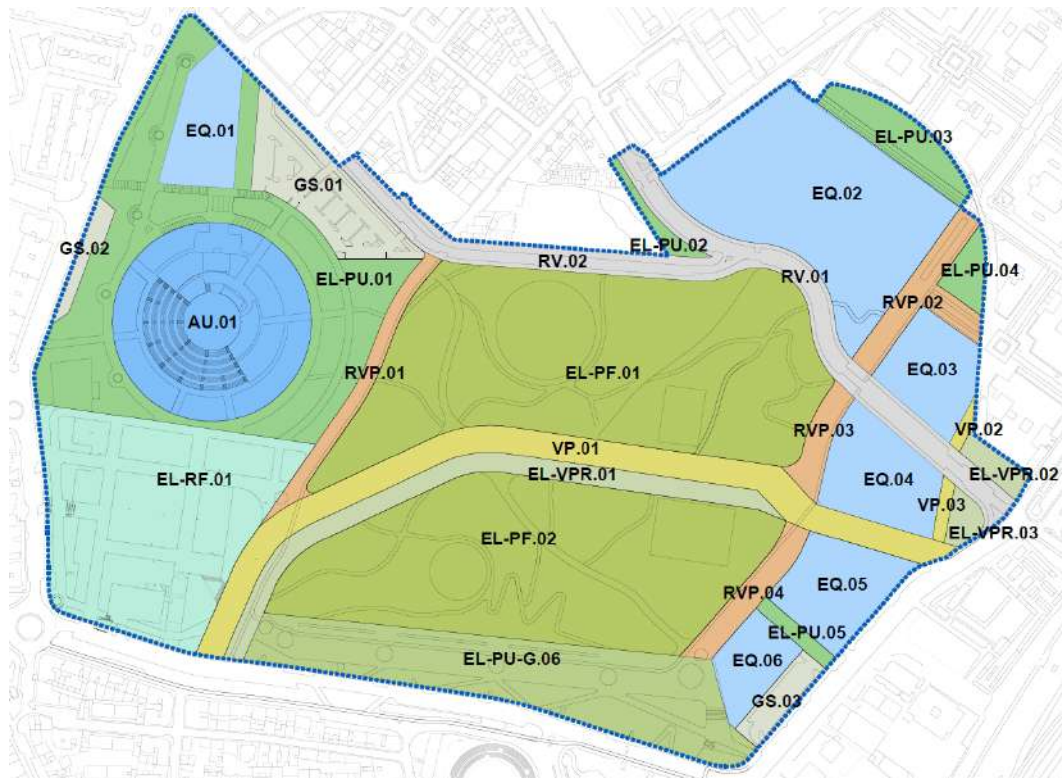 EQ.01
EL-PU.03
GS.01
EQ.02
GS.02
EL-PU.02
EL-PU.01
RV.02
RV.01
EL-PU.04
AU.01
RVP.02
RVP.01
EL-PF.01
EQ.03
VP.02
RVP.03
VP.01
EL-RF.01
EL-VPR.01
EQ.04
EL-VPR.02
VP.03
EL-PF.02
EL-VPR.03
EQ.05
RVP.04
EL-PU.05
EL-PU-G.06
EQ.06
GS.03